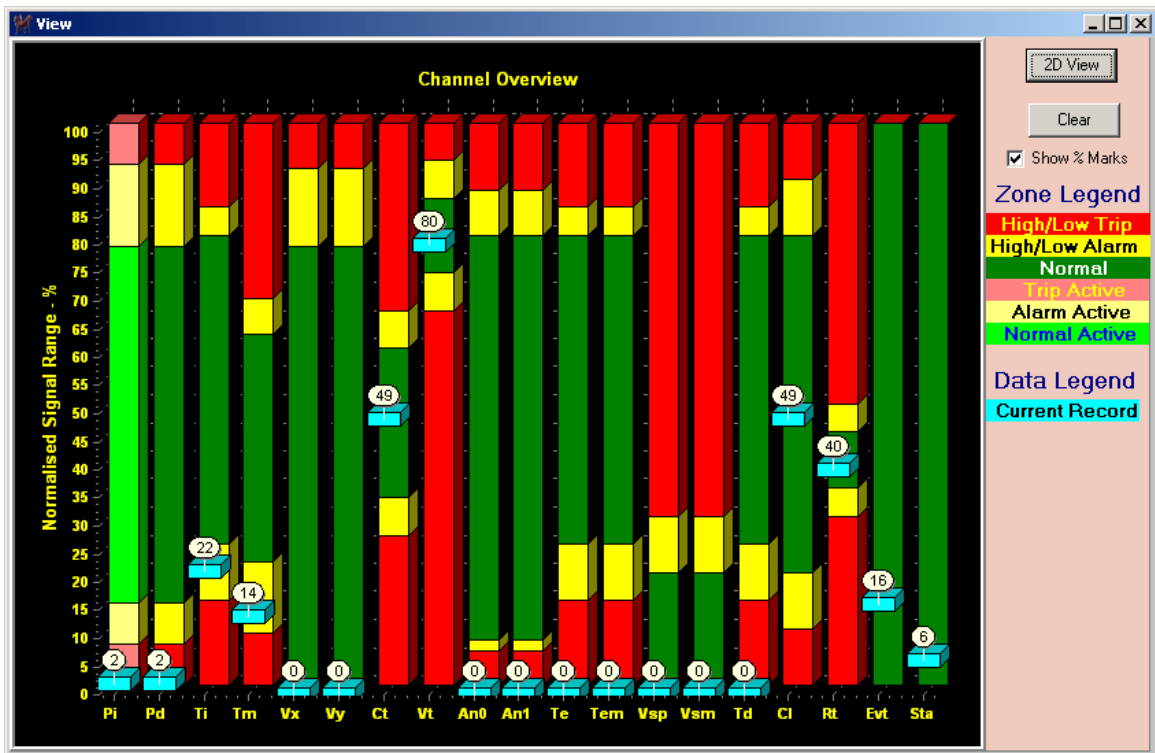 View
Channel Overview
2D View
Clear
Show % Marks
Zone Legend
High/Low Trip
High/Low Alarm
Normal
Trip Active
Alarm Active
Normal Active
Data Legend
Current Record
Normalised Signal Range - %
100
95
90
85
80
75
70
65
60
55
50
45
40
35
30
25
20
15
10
5
0
2 2 22 14 0 0 49 80 0 0 0 0 0 0 0 49 40 16 6
Pi Pd Ti Tm Vx Vy Ct Vt An0 An1 Te Tem Vsp Vsm Td Cl Rt Evt Sta